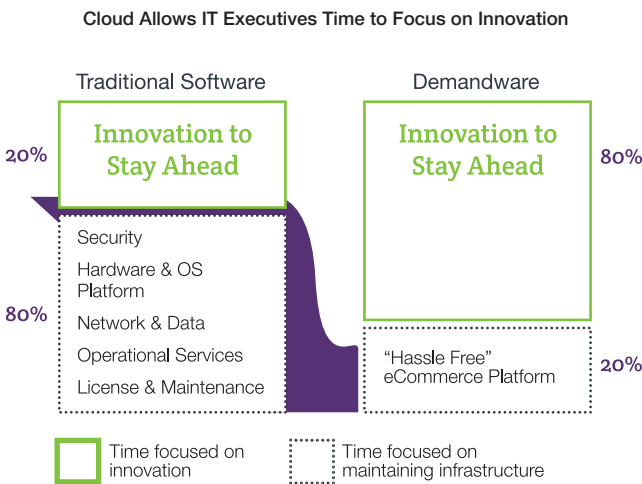 Cloud Allows IT Executives Time to Focus on Innovation
Traditional Software
Demandware
20%
Innovation to
Stay Ahead
Innovation to
Stay Ahead
80%
80%
Security
Hardware & OS
Platform
Network & Data
Operational Services
License & Maintenance
“Hassle Free”
eCommerce Platform
20%
Time focused on
innovation
Time focused on
maintaining infrastructure